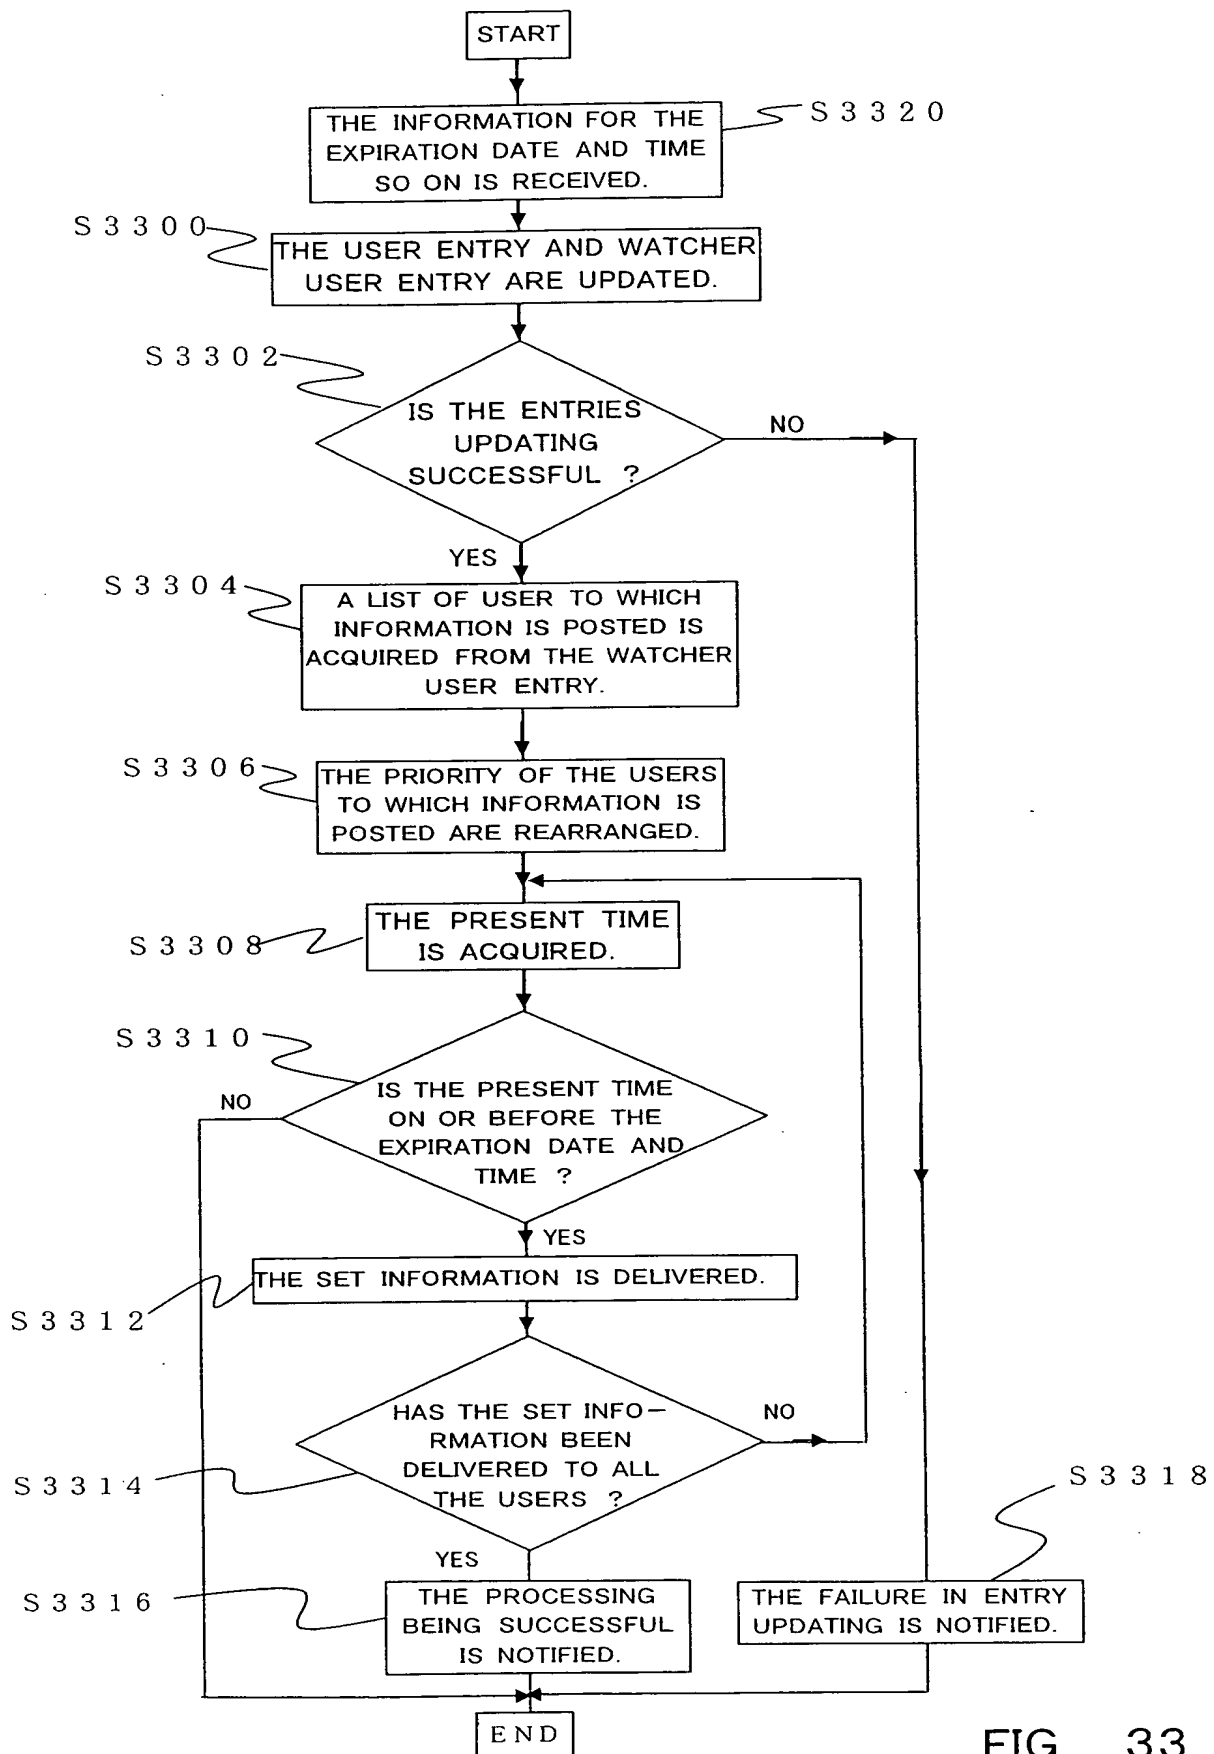 START
S3320
THE INFORMATION FOR THE
EXPIRATION DATE AND TIME
SO ON IS RECEIVED.
S3300
THE USER ENTRY AND WATCHER
USER ENTRY ARE UPDATED.
S3302
IS THE ENTRIES
UPDATING
SUCCESSFUL ?
NO
YES
S3304
A LIST OF USER TO WHICH
INFORMATION IS POSTED IS
ACQUIRED FROM THE WATCHER
USER ENTRY.
S3306
THE PRIORITY OF THE USERS
TO WHICH INFORMATION IS
POSTED ARE REARRANGED.
S3308
THE PRESENT TIME
IS ACQUIRED.
S3310
IS THE PRESENT TIME
ON OR BEFORE THE
EXPIRATION DATE AND
TIME ?
NO
YES
S3312
THE SET INFORMATION IS DELIVERED.
S3314
HAS THE SET INFO-
RMATION BEEN
DELIVERED TO ALL
THE USERS ?
NO
YES
S3316
THE PROCESSING
BEING SUCCESSFUL
IS NOTIFIED.
S3318
THE FAILURE IN ENTRY
UPDATING IS NOTIFIED.
END
FIG. 33